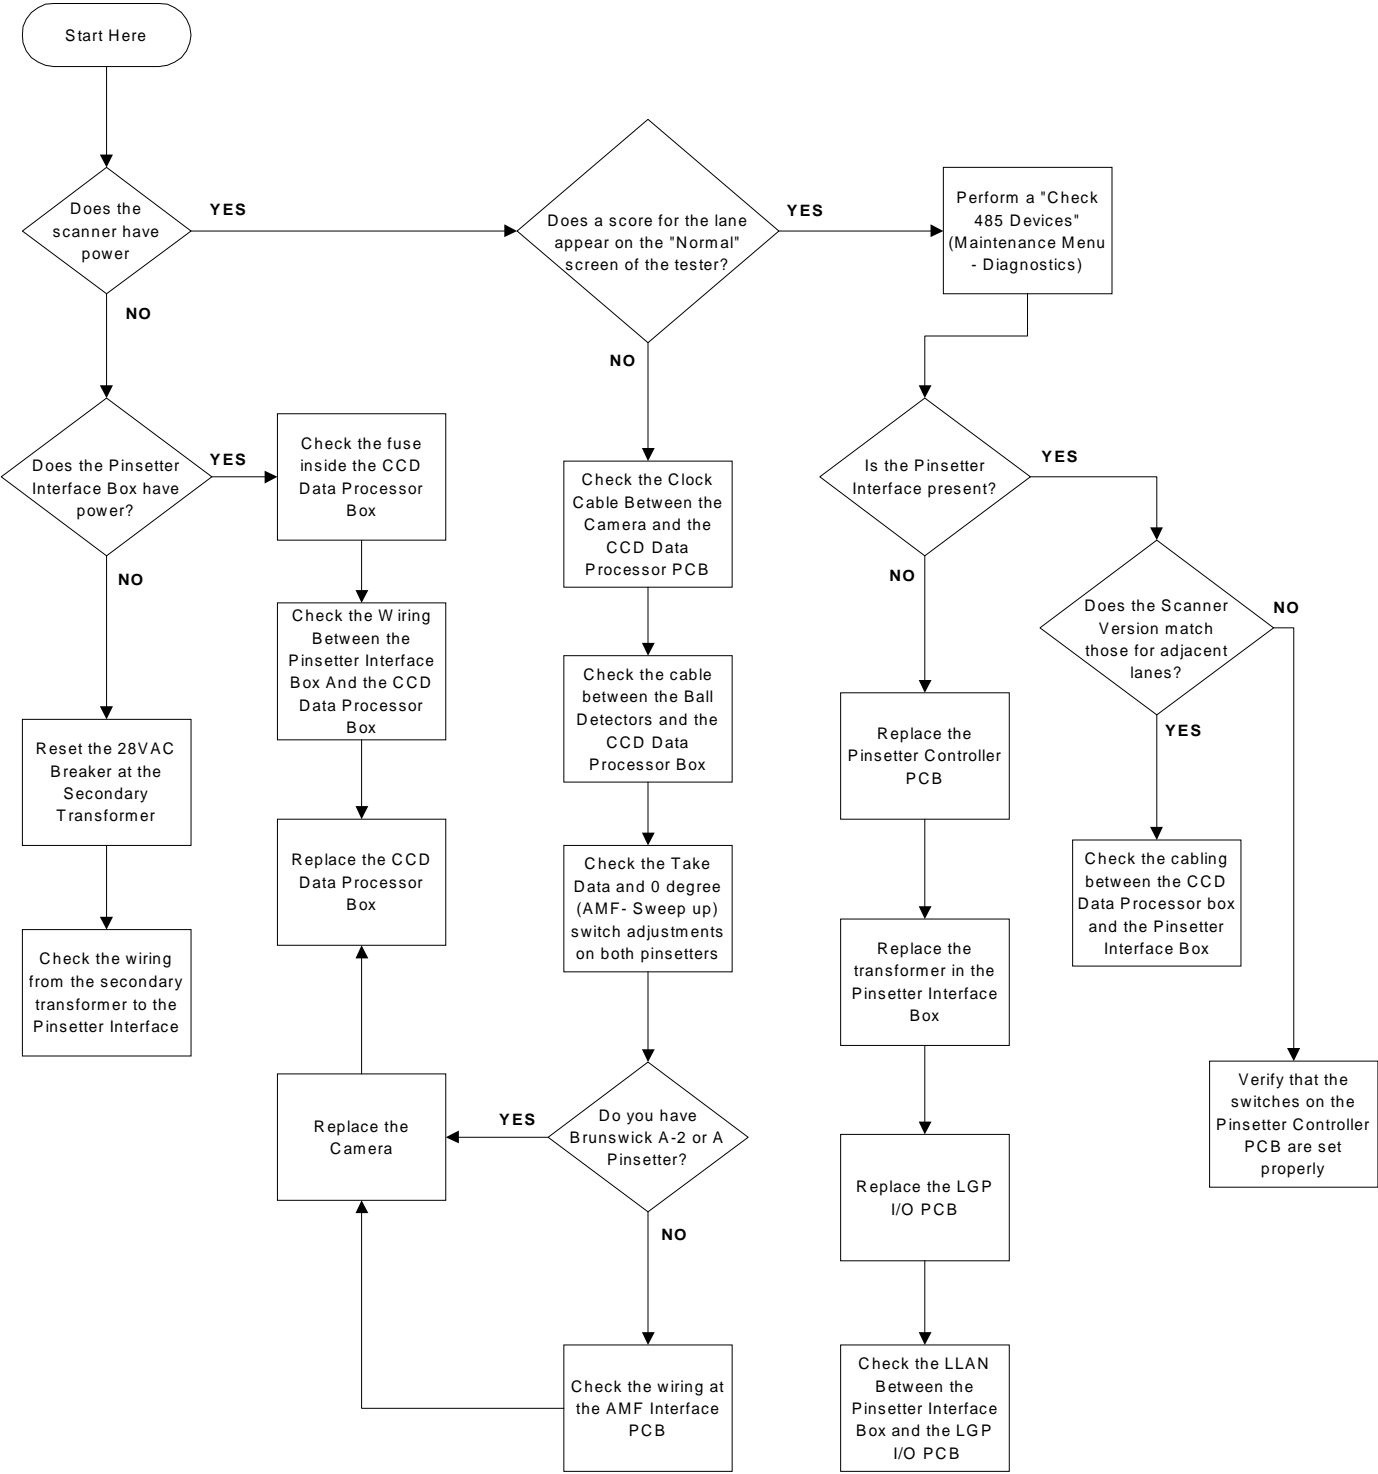 Start Here
Does the
scanner have
power
YES
NO
Does a score for the lane
appear on the "Normal"
screen of the tester?
YES
NO
Perform a "Check
485 Devices"
(Maintenance Menu
- Diagnostics)
Does the Pinsetter
Interface Box have
power?
YES
NO
Check the fuse
inside the CCD
Data Processor
Box
Check the Wiring
Between the
Pinsetter Interface
Box And the CCD
Data Processor
Box
Replace the CCD
Data Processor
Box
Reset the 28VAC
Breaker at the
Secondary
Transformer
Check the wiring
from the secondary
transformer to the
Pinsetter Interface
Check the Clock
Cable Between the
Camera and the
CCD Data
Processor PCB
Check the cable
between the Ball
Detectors and the
CCD Data
Processor Box
Check the Take
Data and 0 degree
(AMF- Sweep up)
switch adjustments
on both pinsetters
Do you have
Brunswick A-2 or A
Pinsetter?
YES
NO
Replace the
Camera
Check the wiring at
the AMF Interface
PCB
Is the Pinsetter
Interface present?
YES
NO
Replace the
Pinsetter Controller
PCB
Replace the
transformer in the
Pinsetter Interface
Box
Replace the LGP
I/O PCB
Check the LLAN
Between the
Pinsetter Interface
Box and the LGP
I/O PCB
Does the Scanner
Version match
those for adjacent
lanes?
NO
YES
Check the cabling
between the CCD
Data Processor box
and the Pinsetter
Interface Box
Verify that the
switches on the
Pinsetter Controller
PCB are set
properly